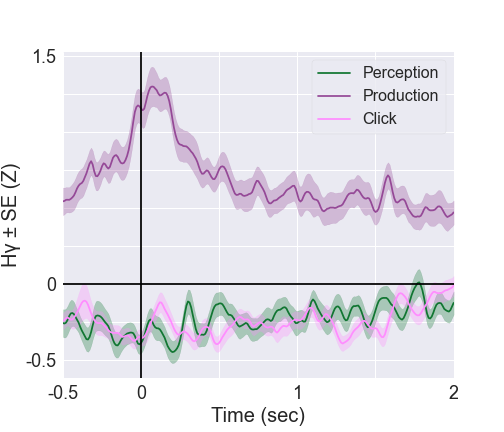 1.5
Perception
Production
Click
Hγ ± SE (Z)
0
-0.5
-0.5 0 1 2
Time (sec)